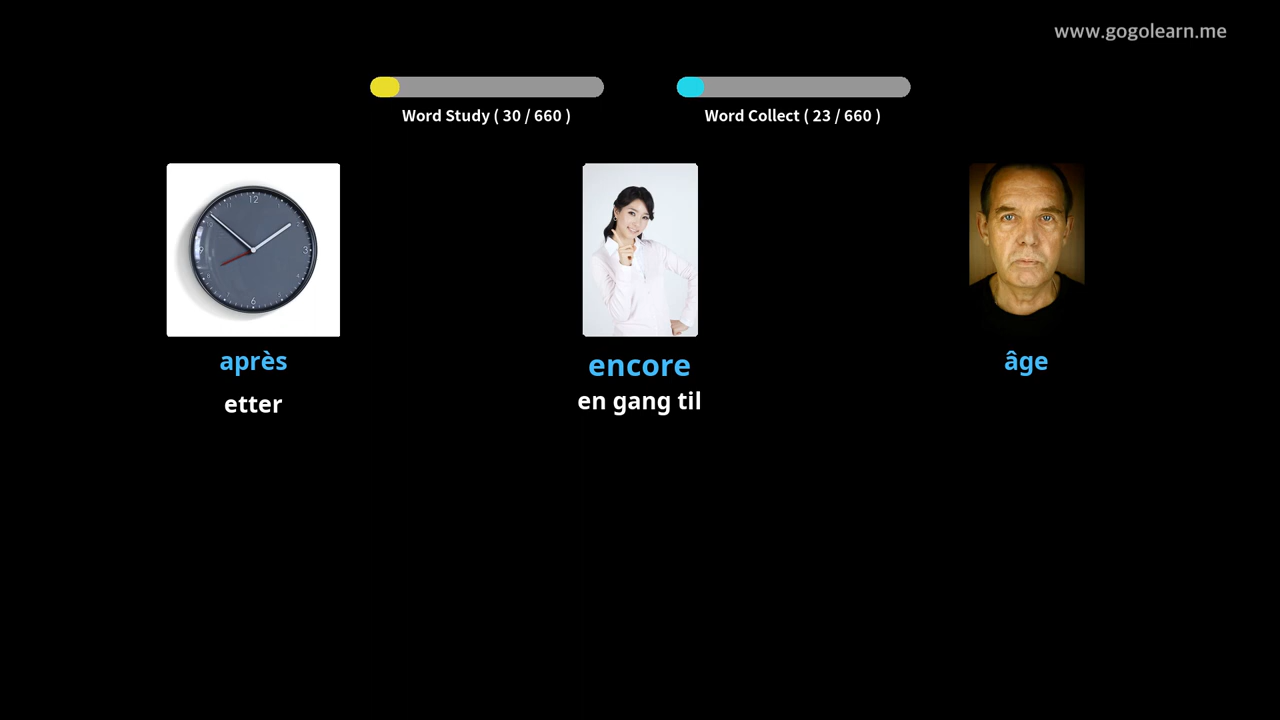 www.gogolearn.me
Word Study ( 30 / 660 )
Word Collect ( 23 / 660 )
après
encore
âge
etter
en gang til